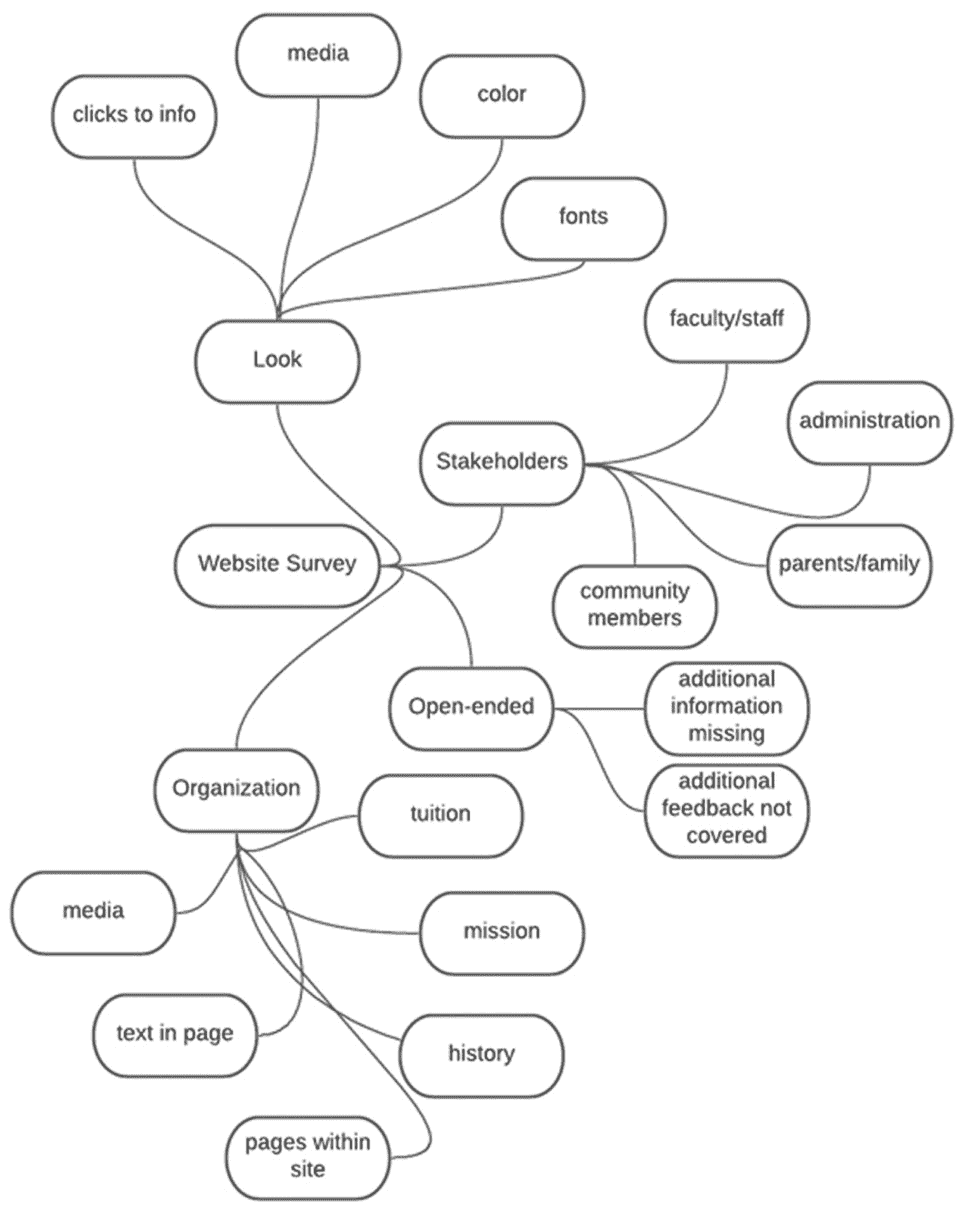 media
color
clicks to info
fonts
faculty/staff
Look
administration
Stakeholders
Website Survey
parents/family
community
members
Open-ended
additional
information
missing
additional
feedback not
covered
Organization
tuition
media
mission
text in page
history
pages within
site